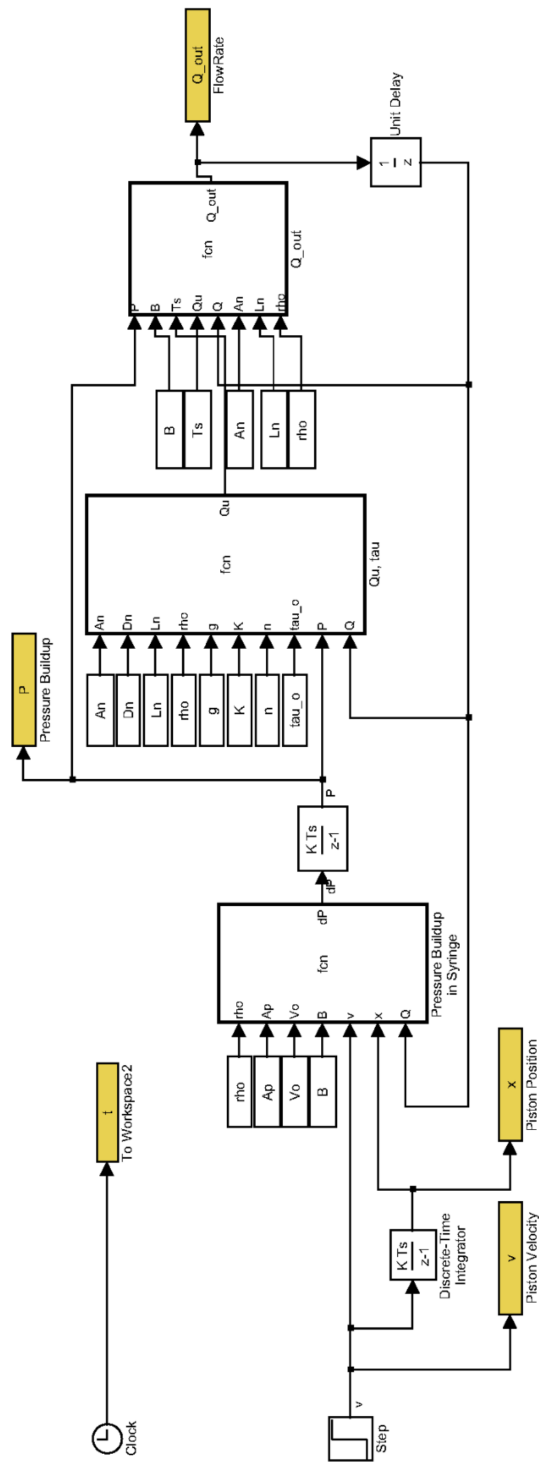 Clock
t
To Workspace2
Step
v
v
Piston Velocity
K Ts
z-1
Discrete-Time
Integrator
x
Piston Position
rho
Ap
Vo
B
rho
Ap
Vo
B
v
x
Q
fcn
dP
Pressure Buildup
in Syringe
dP
K Ts
z-1
P
P
Pressure Buildup
An
Dn
Ln
rho
g
K
n
tau_o
An
Dn
Ln
rho
g
K
n
tau_o
P
Q
fcn
Qu
Qu, tau
B
Ts
An
Ln
rho
P
B
Ts
Qu
Q
An
Ln
rho
fcn
Q_out
Q_out
Q_out
FlowRate
1
z
Unit Delay